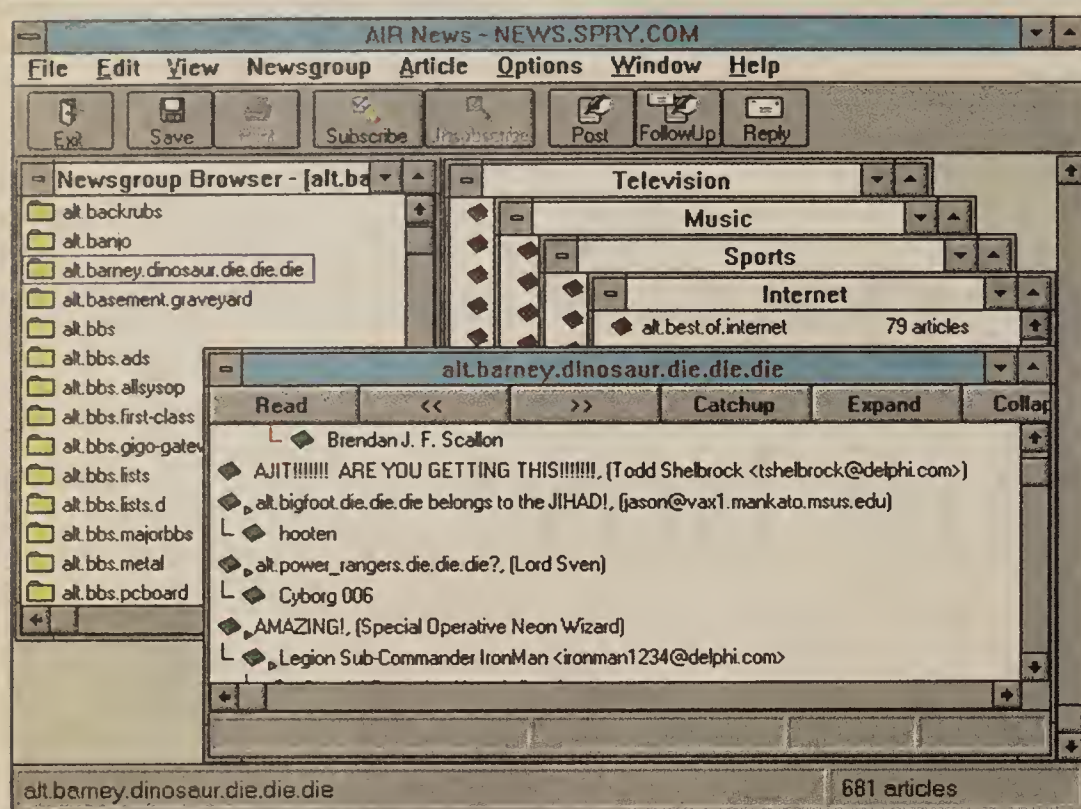 AIR News - NEWS.SPRY.COM
File Edit View Newsgroup Article Options Window Help
Exit Save Print Subscribe Unsubscribe Post FollowUp Reply
Newsgroup Browser - [alt.ba
alt.backrubs
alt.banjo
alt.barney.dinosaur.die.die.die
alt.basement.graveyard
alt.bbs
alt.bbs.ads
alt.bbs.allsysop
alt.bbs.first-class
alt.bbs.gigo-gatew
alt.bbs.lists
alt.bbs.lists.d
alt.bbs.majorbbs
alt.bbs.metal
alt.bbs.pcboard
Television
Music
Sports
Internet
alt.best.of.internet 79 articles
alt.barney.dinosaur.die.die.die
Read << >> Catchup Expand Collap
Brendan J. F. Scallon
AJIT!!!!!!! ARE YOU GETTING THIS!!!!!!!, (Todd Shelbrock <tshelbrock@delphi.com>)
alt.bigfoot.die.die.die belongs to the JIHAD!, (jason@vax1.mankato.msus.edu)
hooten
alt.power_rangers.die.die.die?, (Lord Sven)
Cyborg 006
AMAZING!, (Special Operative Neon Wizard)
Legion Sub-Commander IronMan <ironman1234@delphi.com>
alt.barney.dinosaur.die.die.die 681 articles